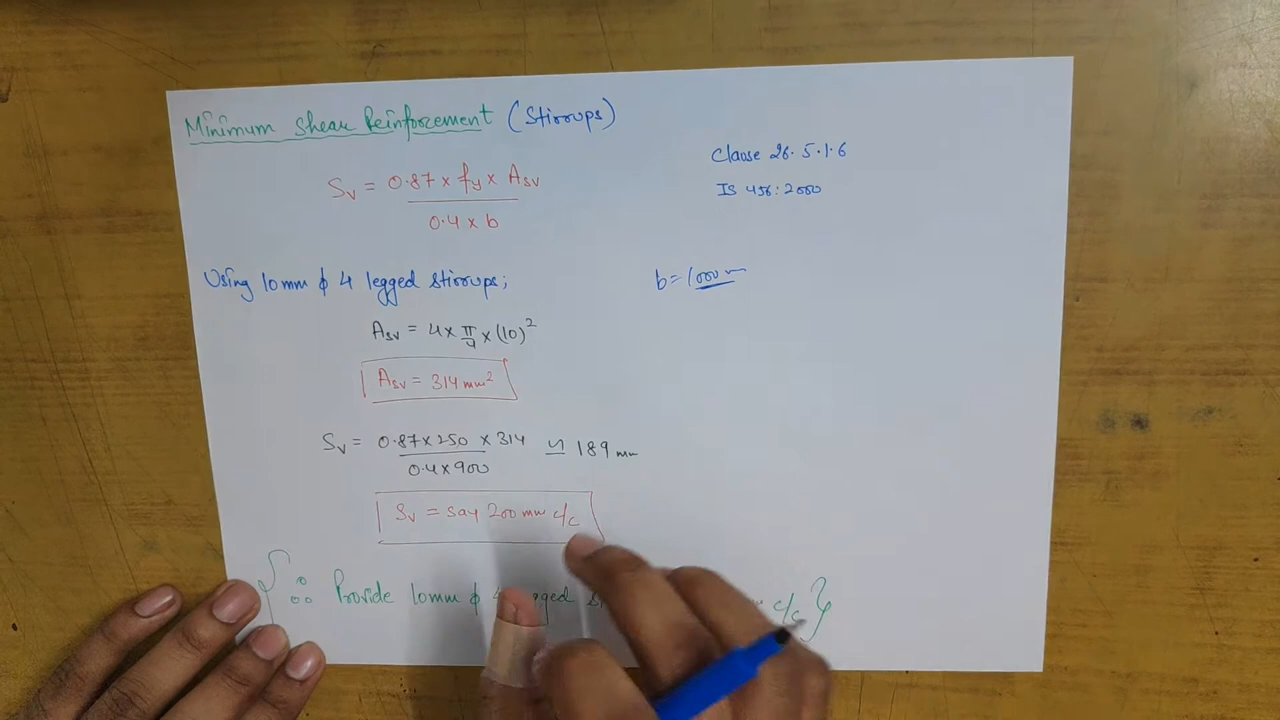 Minimum Shear Reinforcement (Stirrups)
Clause 26.5.1.6
IS 456:2000
Sv = 0.87 x fy x Asv
0.4 x b
Using 10mm ϕ 4 legged stirrups;
b = 1000
Asv = 4 x π/4 x (10)²
Asv = 314 mm²
Sv = 0.87 x 250 x 314 ≃ 189 mm
0.4 x 900
Sv = say 200 mm c/c
∴ Provide 10mm ϕ c/c }